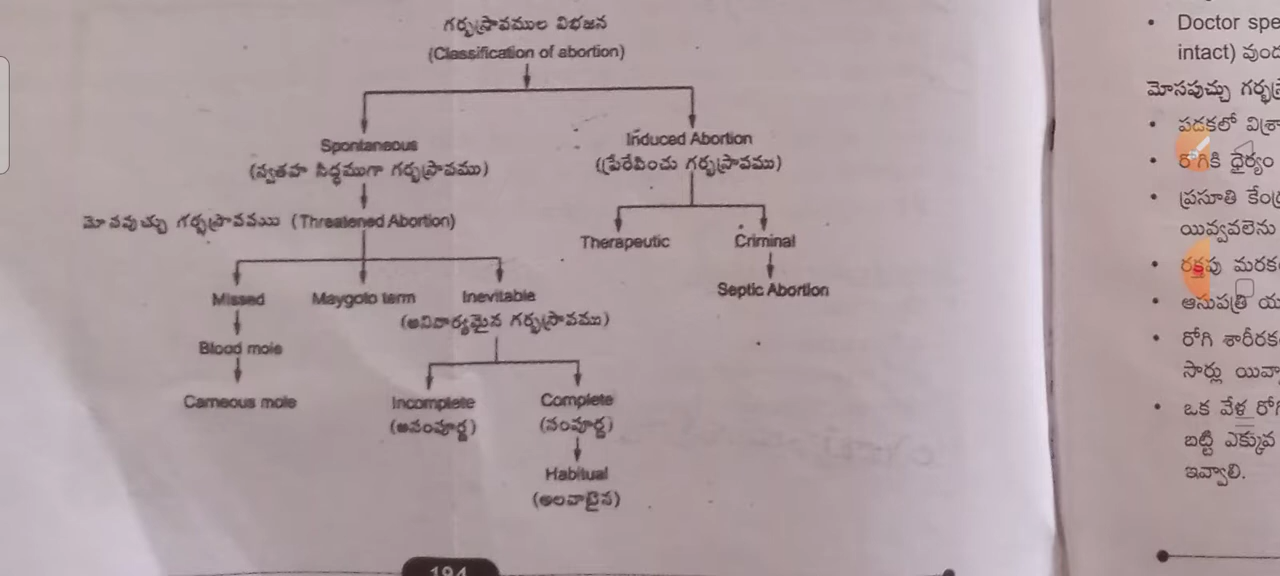 గర్భస్రావముల విభజన
(Classification of abortion)
Spontaneous
(స్వతహ సిద్ధముగా గర్భస్రావము)
Induced Abortion
(ప్రేరేపించు గర్భస్రావము)
మోసపుచ్చు గర్భస్రావము (Threatened Abortion)
Therapeutic
Criminal
Septic Abortion
Missed
Maygoto term
Inevitable
(అనివార్యమైన గర్భస్రావము)
Blood mole
Carneous mole
Incomplete
(అసంపూర్ణ)
Complete
(సంపూర్ణ)
Habitual
(అలవాటైన)
194
• Doctor spe
intact) వుంద
మోసపుచ్చు గర్భస్ర
• పడకలో విశ్రా
• రోగికి ధైర్యం
• ప్రసూతి కేంద్ర
యివ్వవలెను
• రక్తపు మరక
• ఆసుపత్రి య
• రోగి శారీరక
సార్లు యివ్వా
• ఒక వేళ రోగి
బట్టి ఎక్కువ
ఇవ్వాలి.